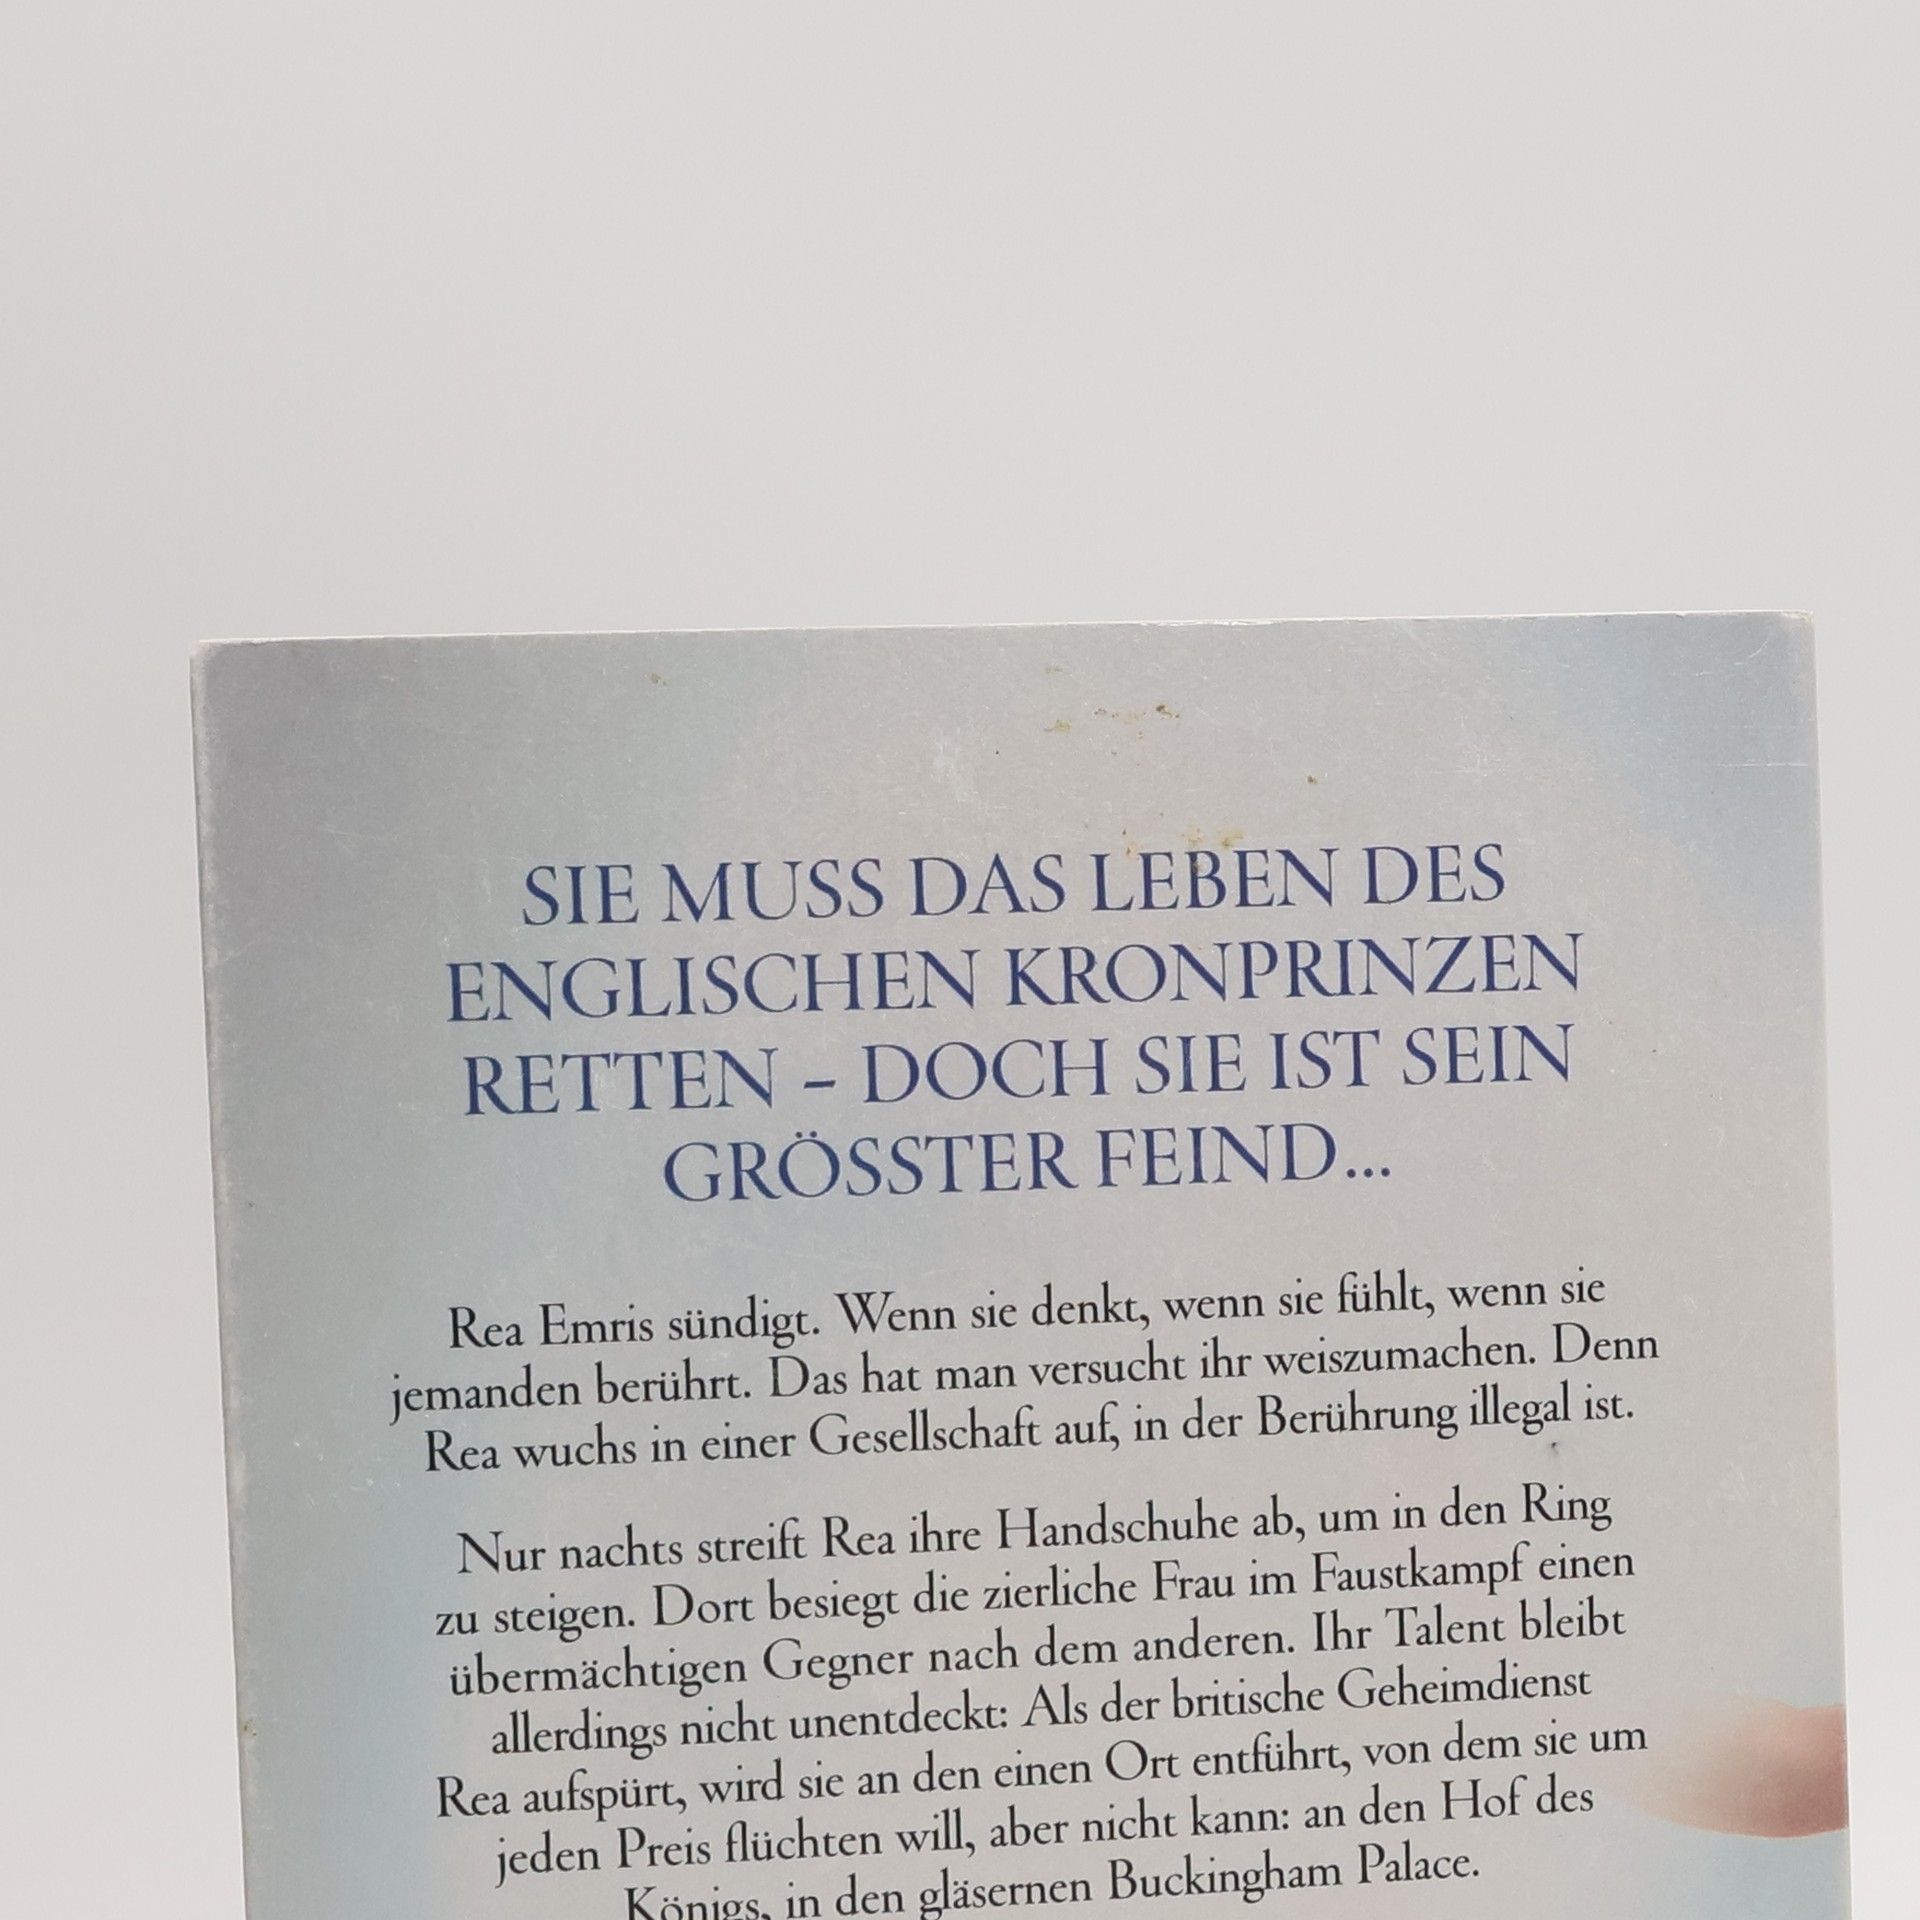 SIE MUSS DAS LEBEN DES
ENGLISCHEN KRONPRINZEN
RETTEN – DOCH SIE IST SEIN
GRÖSSTER FEIND...
Rea Emris sündigt. Wenn sie denkt, wenn sie fühlt, wenn sie
jemanden berührt. Das hat man versucht ihr weiszumachen. Denn
Rea wuchs in einer Gesellschaft auf, in der Berührung illegal ist.
Nur nachts streift Rea ihre Handschuhe ab, um in den Ring
zu steigen. Dort besiegt die zierliche Frau im Faustkampf einen
übermächtigen Gegner nach dem anderen. Ihr Talent bleibt
allerdings nicht unentdeckt: Als der britische Geheimdienst
Rea aufspürt, wird sie an den einen Ort entführt, von dem sie um
jeden Preis flüchten will, aber nicht kann: an den Hof des
Königs, in den gläsernen Buckingham Palace.